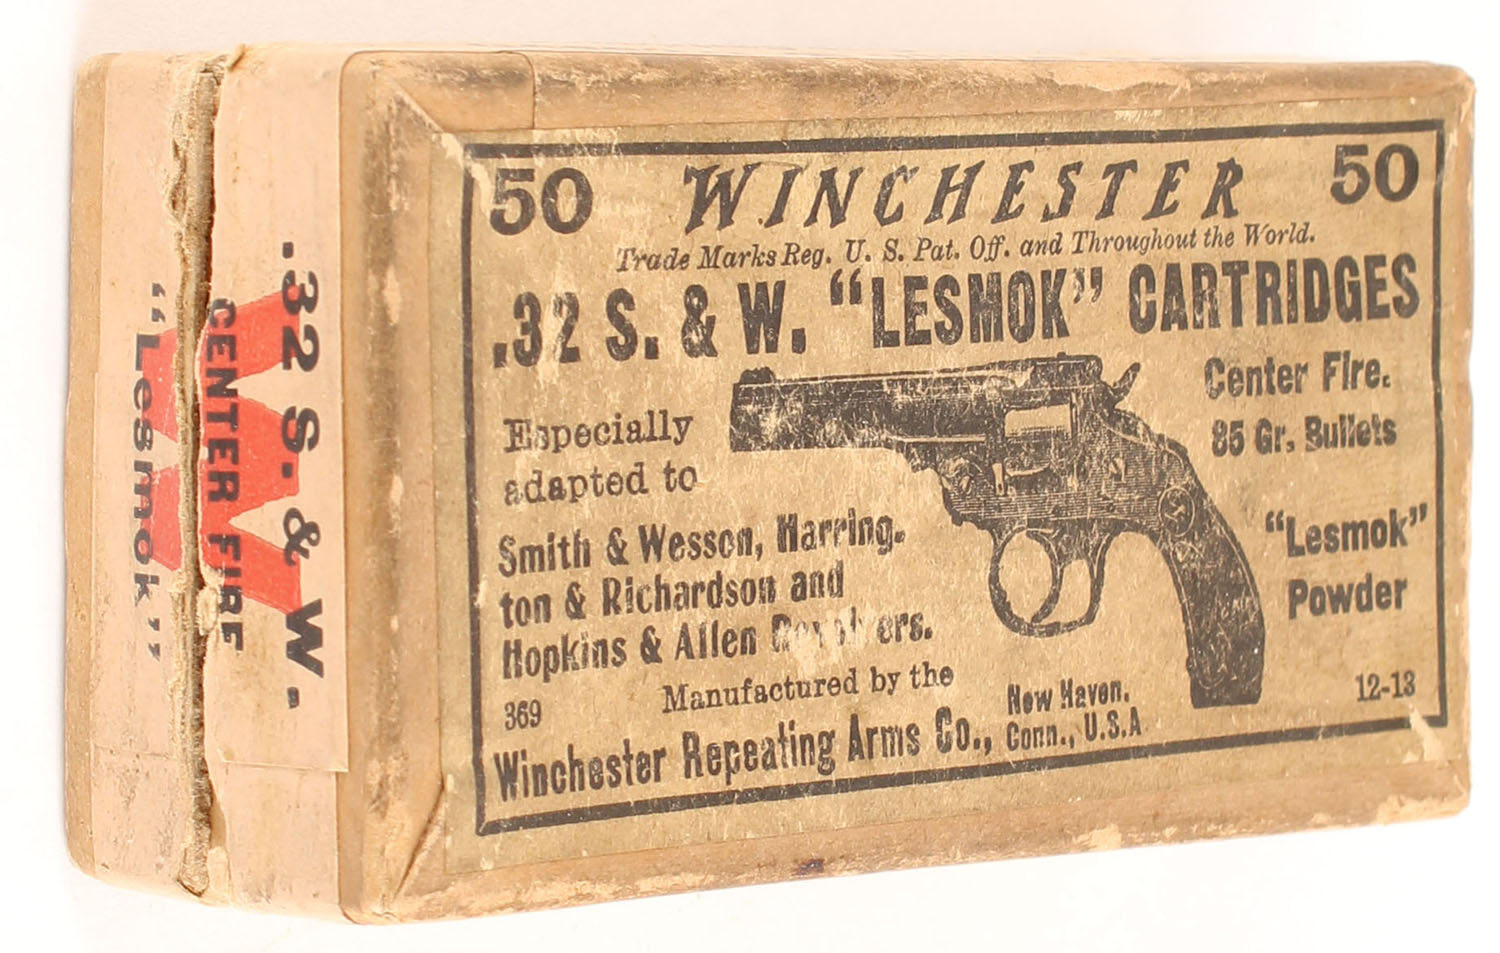 50 WINCHESTER 50
Trade Marks Reg. U. S. Pat. Off. and Throughout the World.
.32 S. & W. "LESMOK" CARTRIDGES
Center Fire.
85 Gr. Bullets
Especially
adapted to
Smith & Wesson, Harring-
ton & Richardson and
Hopkins & Allen Revolvers.
"Lesmok"
Powder
369
12-13
Manufactured by the
Winchester Repeating Arms Co.,
New Haven,
Conn., U.S.A
.32 S. & W.
W
CENTER FIRE
"Lesmok"